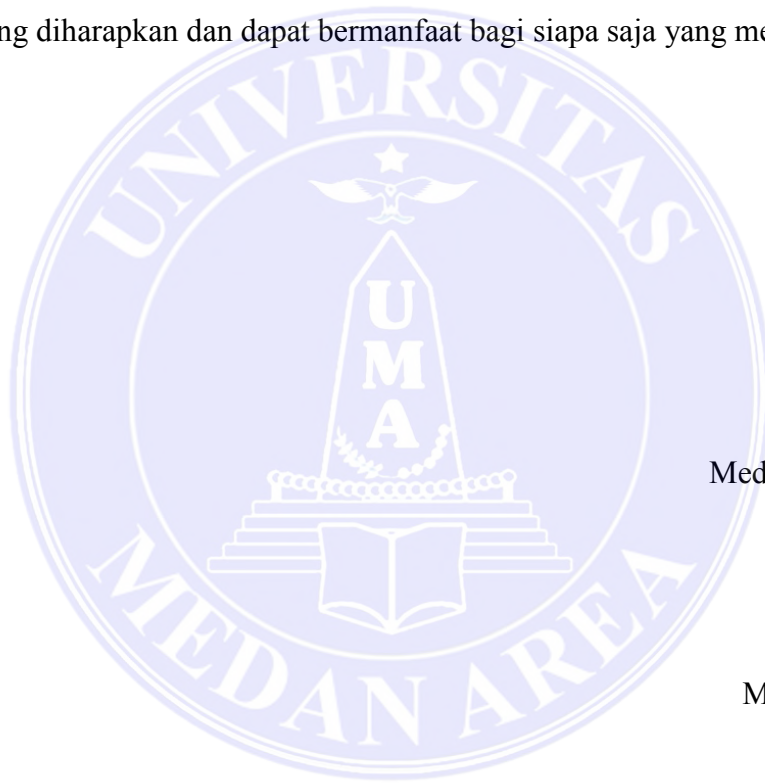 ng diharapkan dan dapat bermanfaat bagi siapa saja yang me
UNIVERSITAS
U
M
A
Med
MEDAN AREA
M